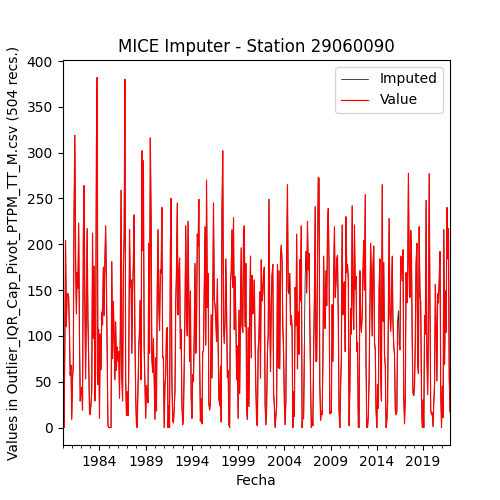 MICE Imputer - Station 29060090
Imputed
Value
Values in Outlier_IQR_Cap_Pivot_PTPM_TT_M.csv (504 recs.)
400
350
300
250
200
150
100
50
0
1984 1989 1994 1999 2004 2009 2014 2019
Fecha